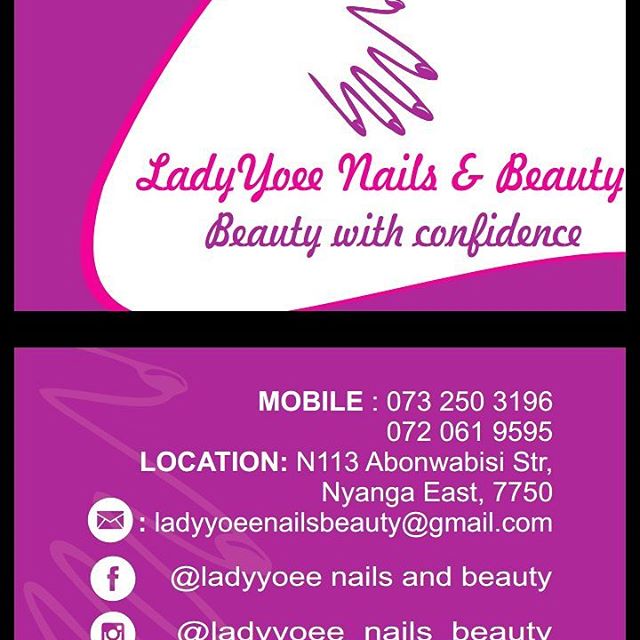 LadyYoee Nails & Beauty
Beauty with confidence
MOBILE : 073 250 3196
072 061 9595
LOCATION: N113 Abonwabisi Str,
Nyanga East, 7750
: ladyyoeenailsbeauty@gmail.com
@ladyyoee nails and beauty
@ladyyoee_nails_beauty